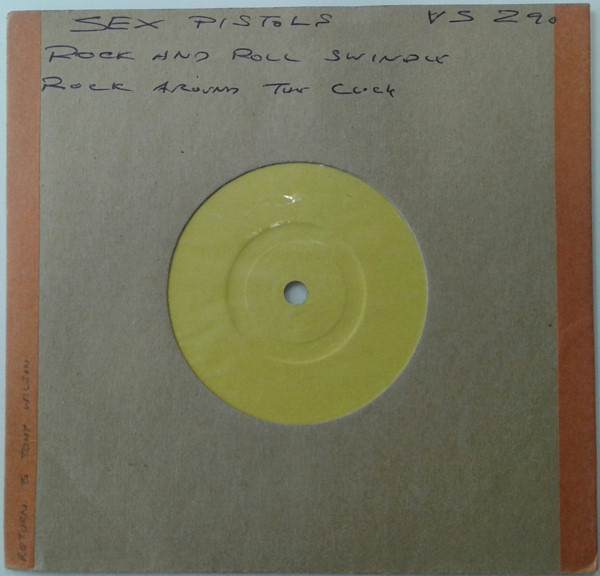 SEX PISTOLS VS 290
ROCK AND ROLL SWINDLE
ROCK AROUND THE CLOCK
RETURN TO TONY WILSON